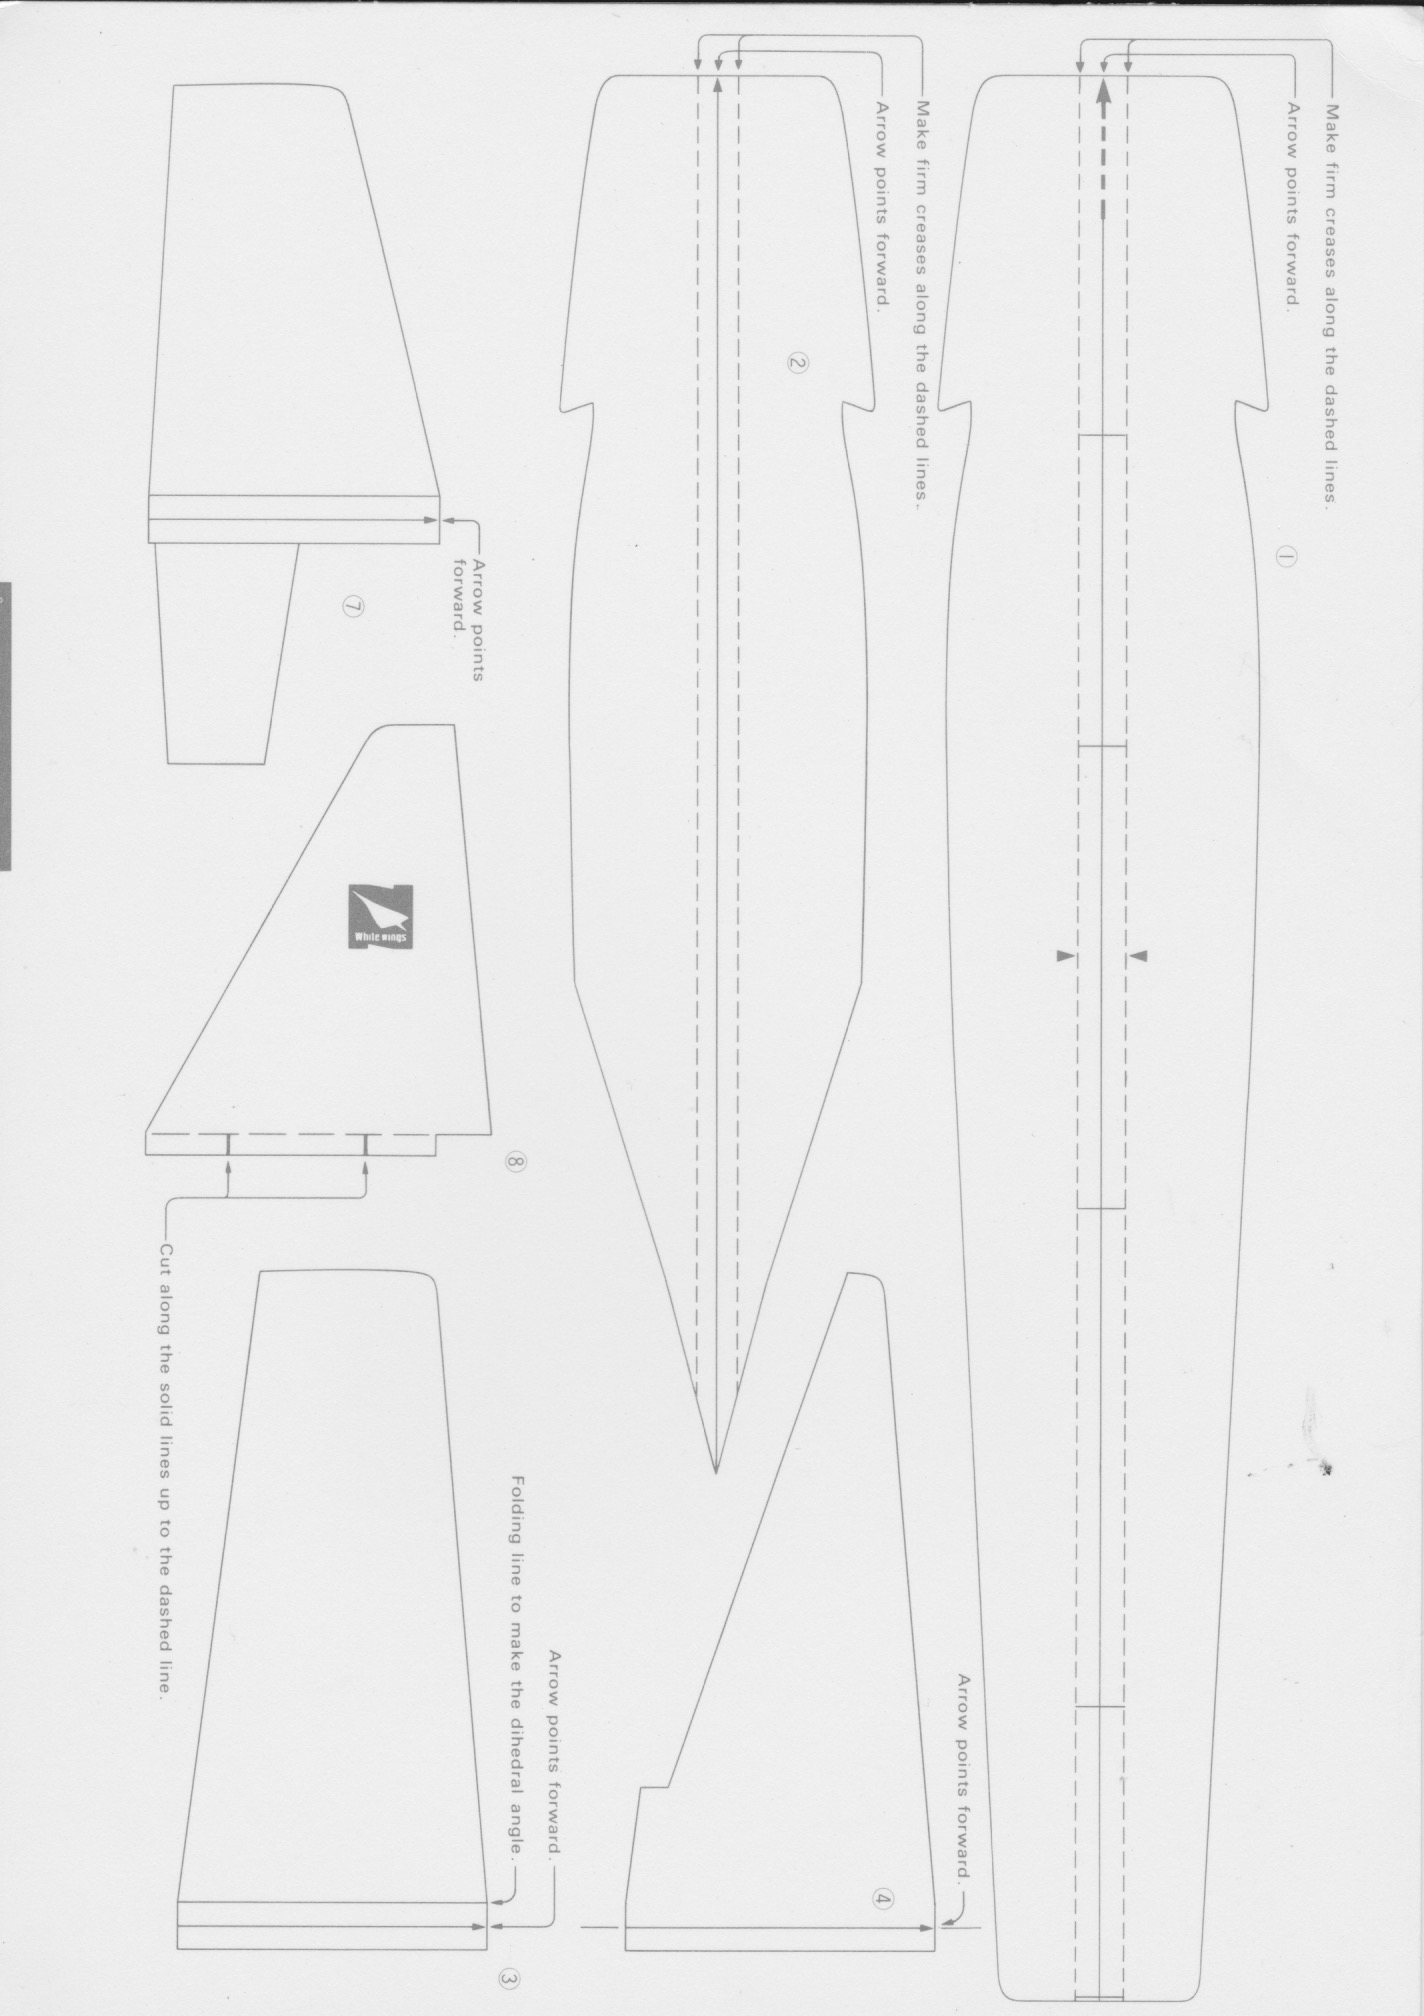 Make firm creases along the dashed lines.
Arrow points forward.
①
Make firm creases along the dashed lines.
Arrow points forward.
②
Arrow points
forward.
⑦
White wings
⑧
Cut along the solid lines up to the dashed line.
Arrow points forward.
④
Arrow points forward.
Folding line to make the dihedral angle.
③